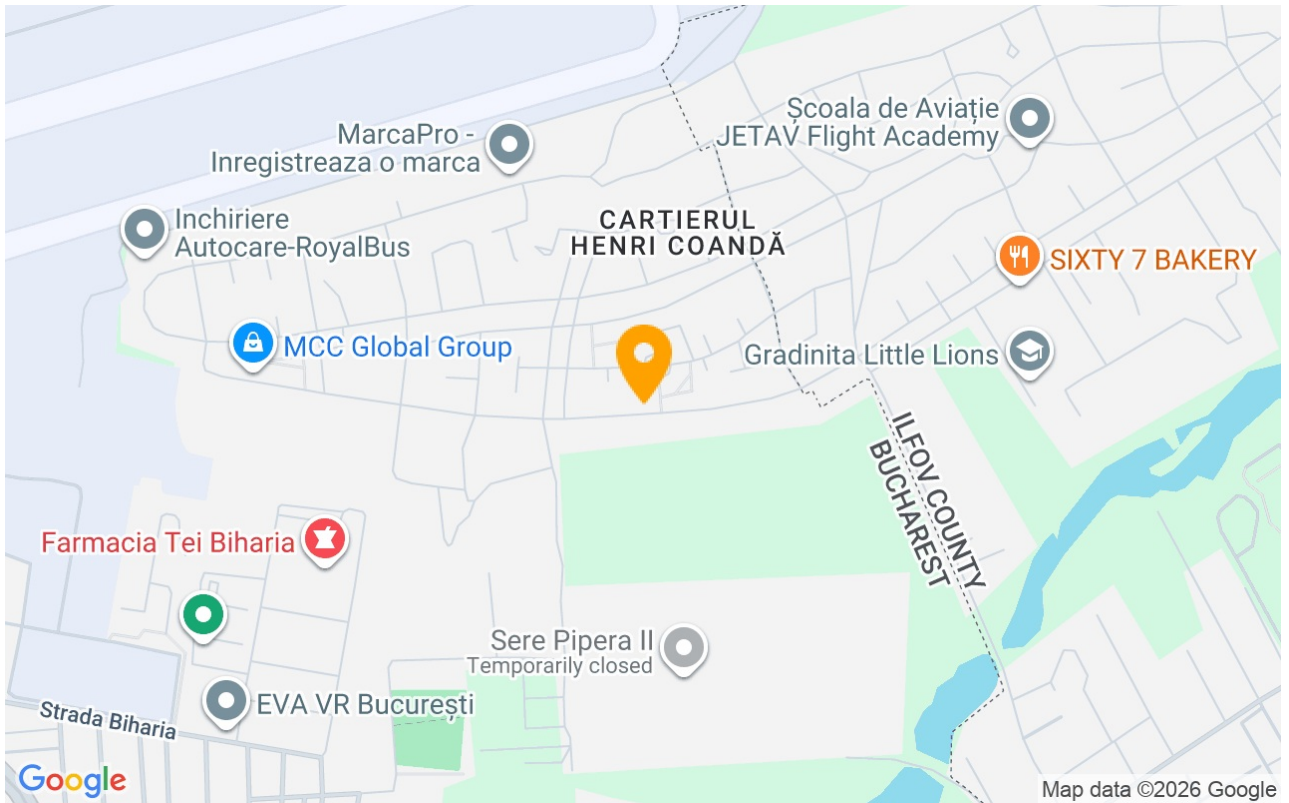 Școala de Aviație
JETAV Flight Academy
MarcaPro -
Inregistreaza o marca
Inchiriere
Autocare-RoyalBus
CARTIERUL
HENRI COANDĂ
SIXTY 7 BAKERY
MCC Global Group
Gradinita Little Lions
ILFOV COUNTY
BUCHAREST
Farmacia Tei Biharia
Sere Pipera II
Temporarily closed
EVA VR București
Strada Biharia
Google
Map data ©2026 Google